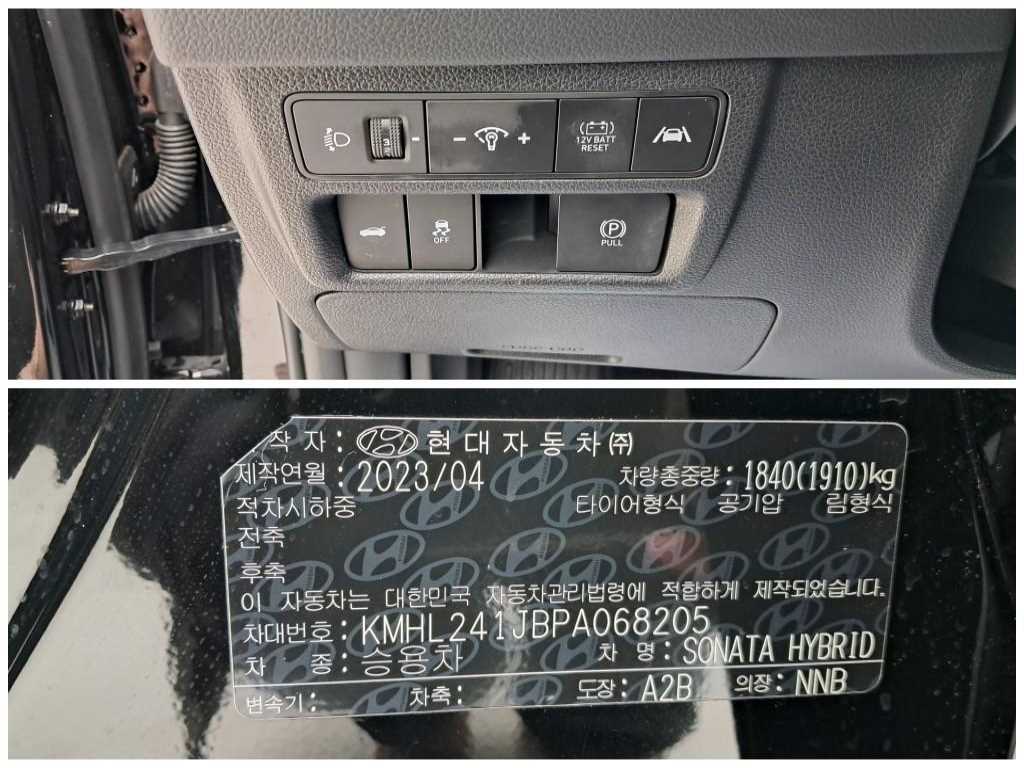 3
-
- +
12V BATT
RESET
OFF
P
PULL
작 자 : 현대자동차㈜
제작연월 : 2023/04 차량총중량 : 1840(1910)kg
적차시하중 타이어형식 공기압 림형식
전축
후축
이 자동차는 대한민국 자동차관리법령에 적합하게 제작되었습니다.
차대번호 : KMHL241JBPA068205
차 종 : 승용차 차 명 : SONATA HYBRID
변속기 : 차축 : 도장 : A2B 의장 : NNB